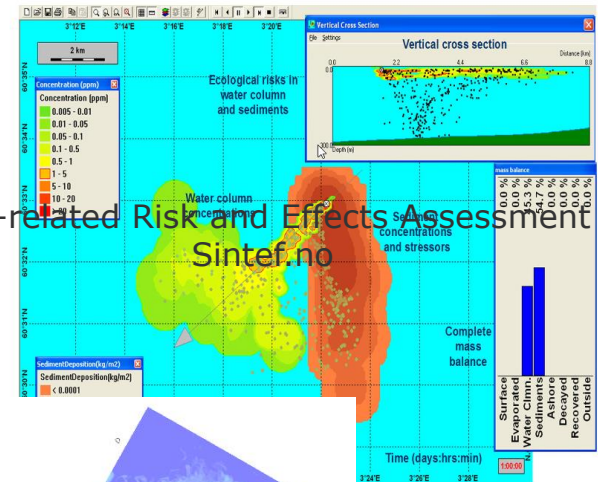 3°12'E 3°14'E 3°16'E 3°18'E 3°20'E
2 km
60°35'N
60°34'N
60°33'N
60°32'N
60°31'N
60°30'N
Concentration (ppm)
Concentration (ppm)
0.005 - 0.01
0.01 - 0.05
0.05 - 0.1
0.1 - 0.5
0.5 - 1
1 - 5
5 - 10
10 - 20
> 20
Ecological risks in
water column
and sediments
Vertical Cross Section
File Settings
Vertical cross section
Distance (km)
0.0 2.2 4.4 6.6 8.8
0.0
300.0
Depth (m)
-related Risk and Effects Assessment
Sintef.no
Water column
concentrations
Sediment
concentrations
and stressors
mass balance
0.0 %
0.0 %
45.3 %
54.7 %
0.0 %
0.0 %
0.0 %
0.0 %
Surface
Evaporated
Water Clmn.
Sediments
Ashore
Decayed
Recovered
Outside
Complete
mass
balance
SedimentDeposition(kg/m2)
SedimentDeposition(kg/m2)
< 0.0001
Time (days:hrs:min)
1:00:00
3°24'E 3°26'E 3°28'E